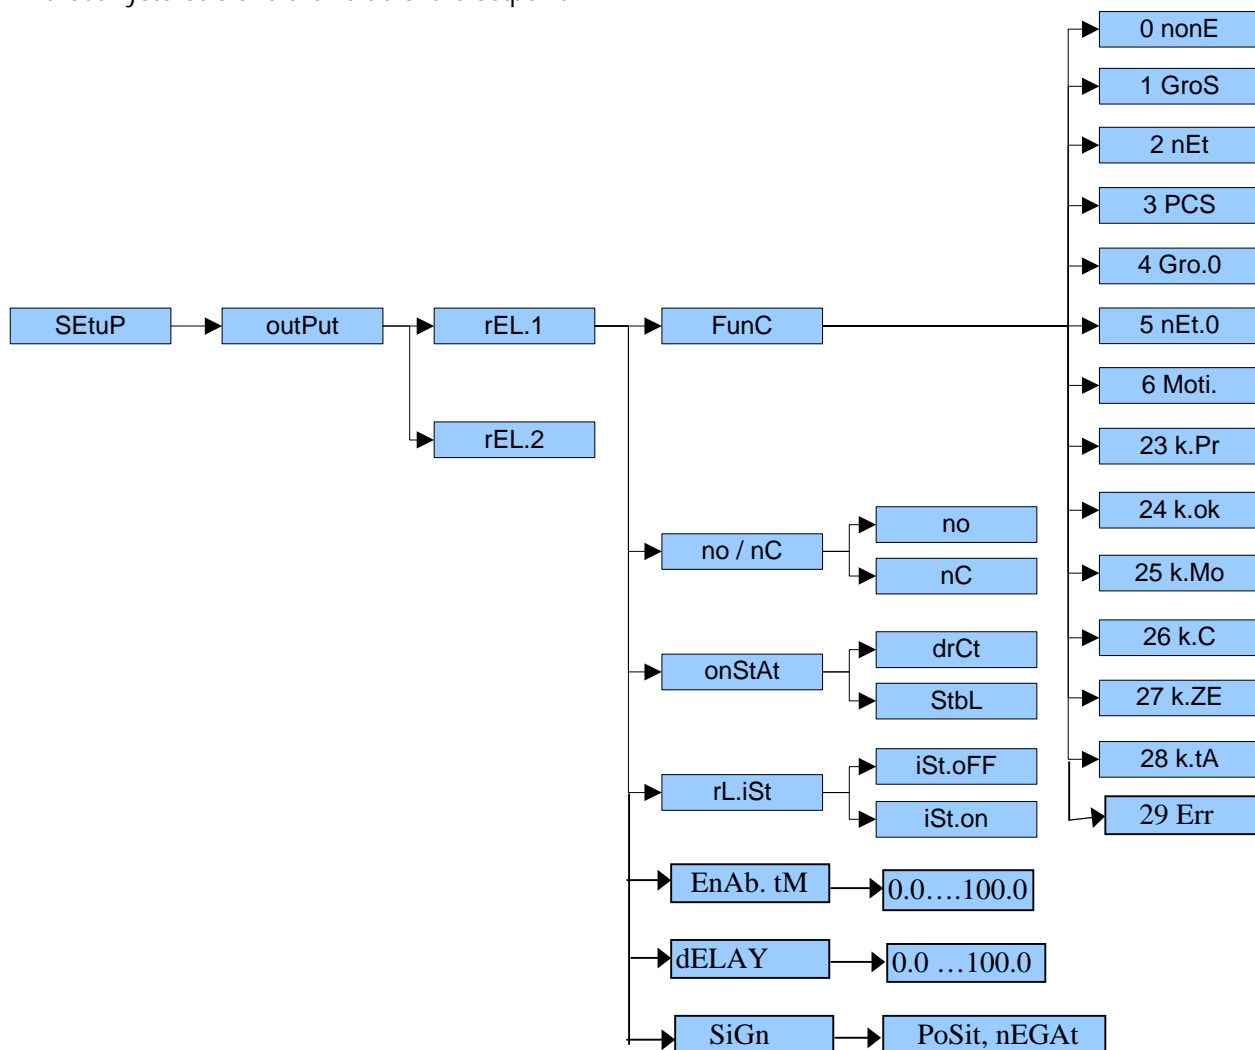 0 nonE
1 GroS
2 nEt
3 PCS
4 Gro.0
SEtuP
outPut
rEL.1
FunC
5 nEt.0
6 Moti.
rEL.2
23 k.Pr
24 k.ok
no / nC
no
nC
25 k.Mo
26 k.C
onStAt
drCt
StbL
27 k.ZE
28 k.tA
rL.iSt
iSt.oFF
iSt.on
29 Err
EnAb. tM
0.0….100.0
dELAY
0.0 …100.0
SiGn
PoSit, nEGAt